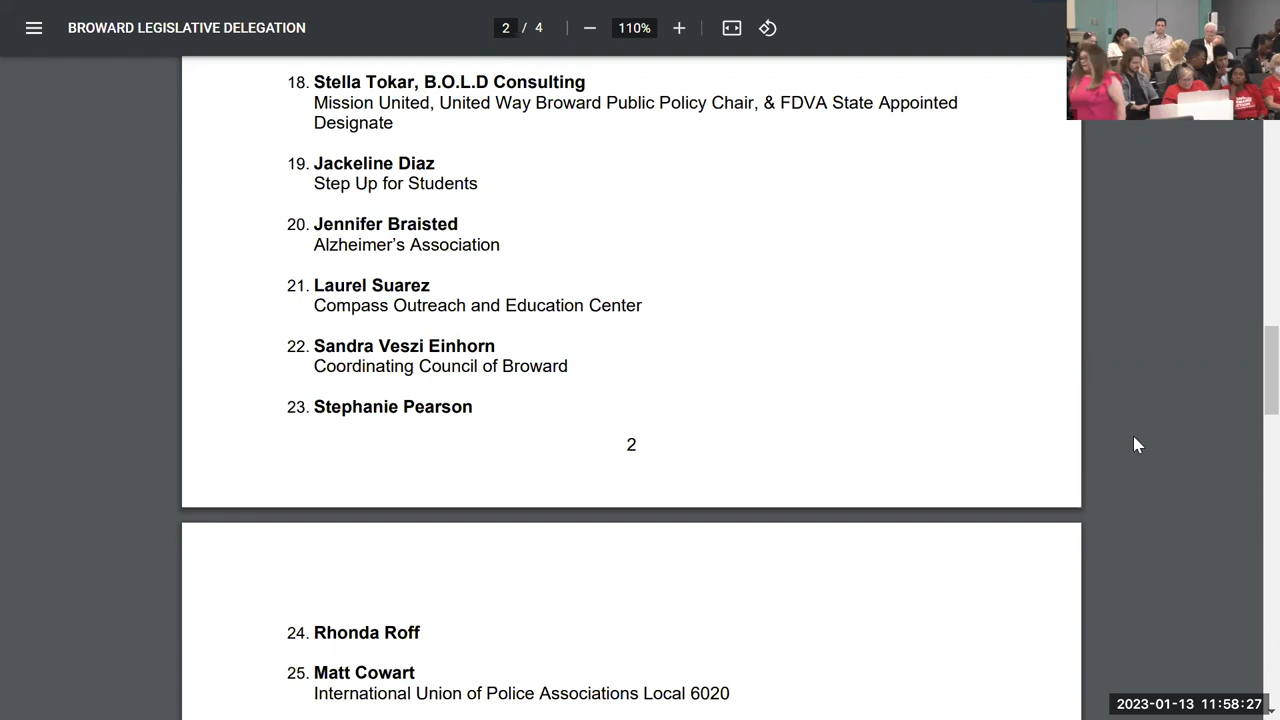 BROWARD LEGISLATIVE DELEGATION
2 / 4
110%
18. Stella Tokar, B.O.L.D Consulting
Mission United, United Way Broward Public Policy Chair, & FDVA State Appointed
Designate
19. Jackeline Diaz
Step Up for Students
20. Jennifer Braisted
Alzheimer’s Association
21. Laurel Suarez
Compass Outreach and Education Center
22. Sandra Veszi Einhorn
Coordinating Council of Broward
23. Stephanie Pearson
2
24. Rhonda Roff
25. Matt Cowart
International Union of Police Associations Local 6020
2023-01-13 11:58:27